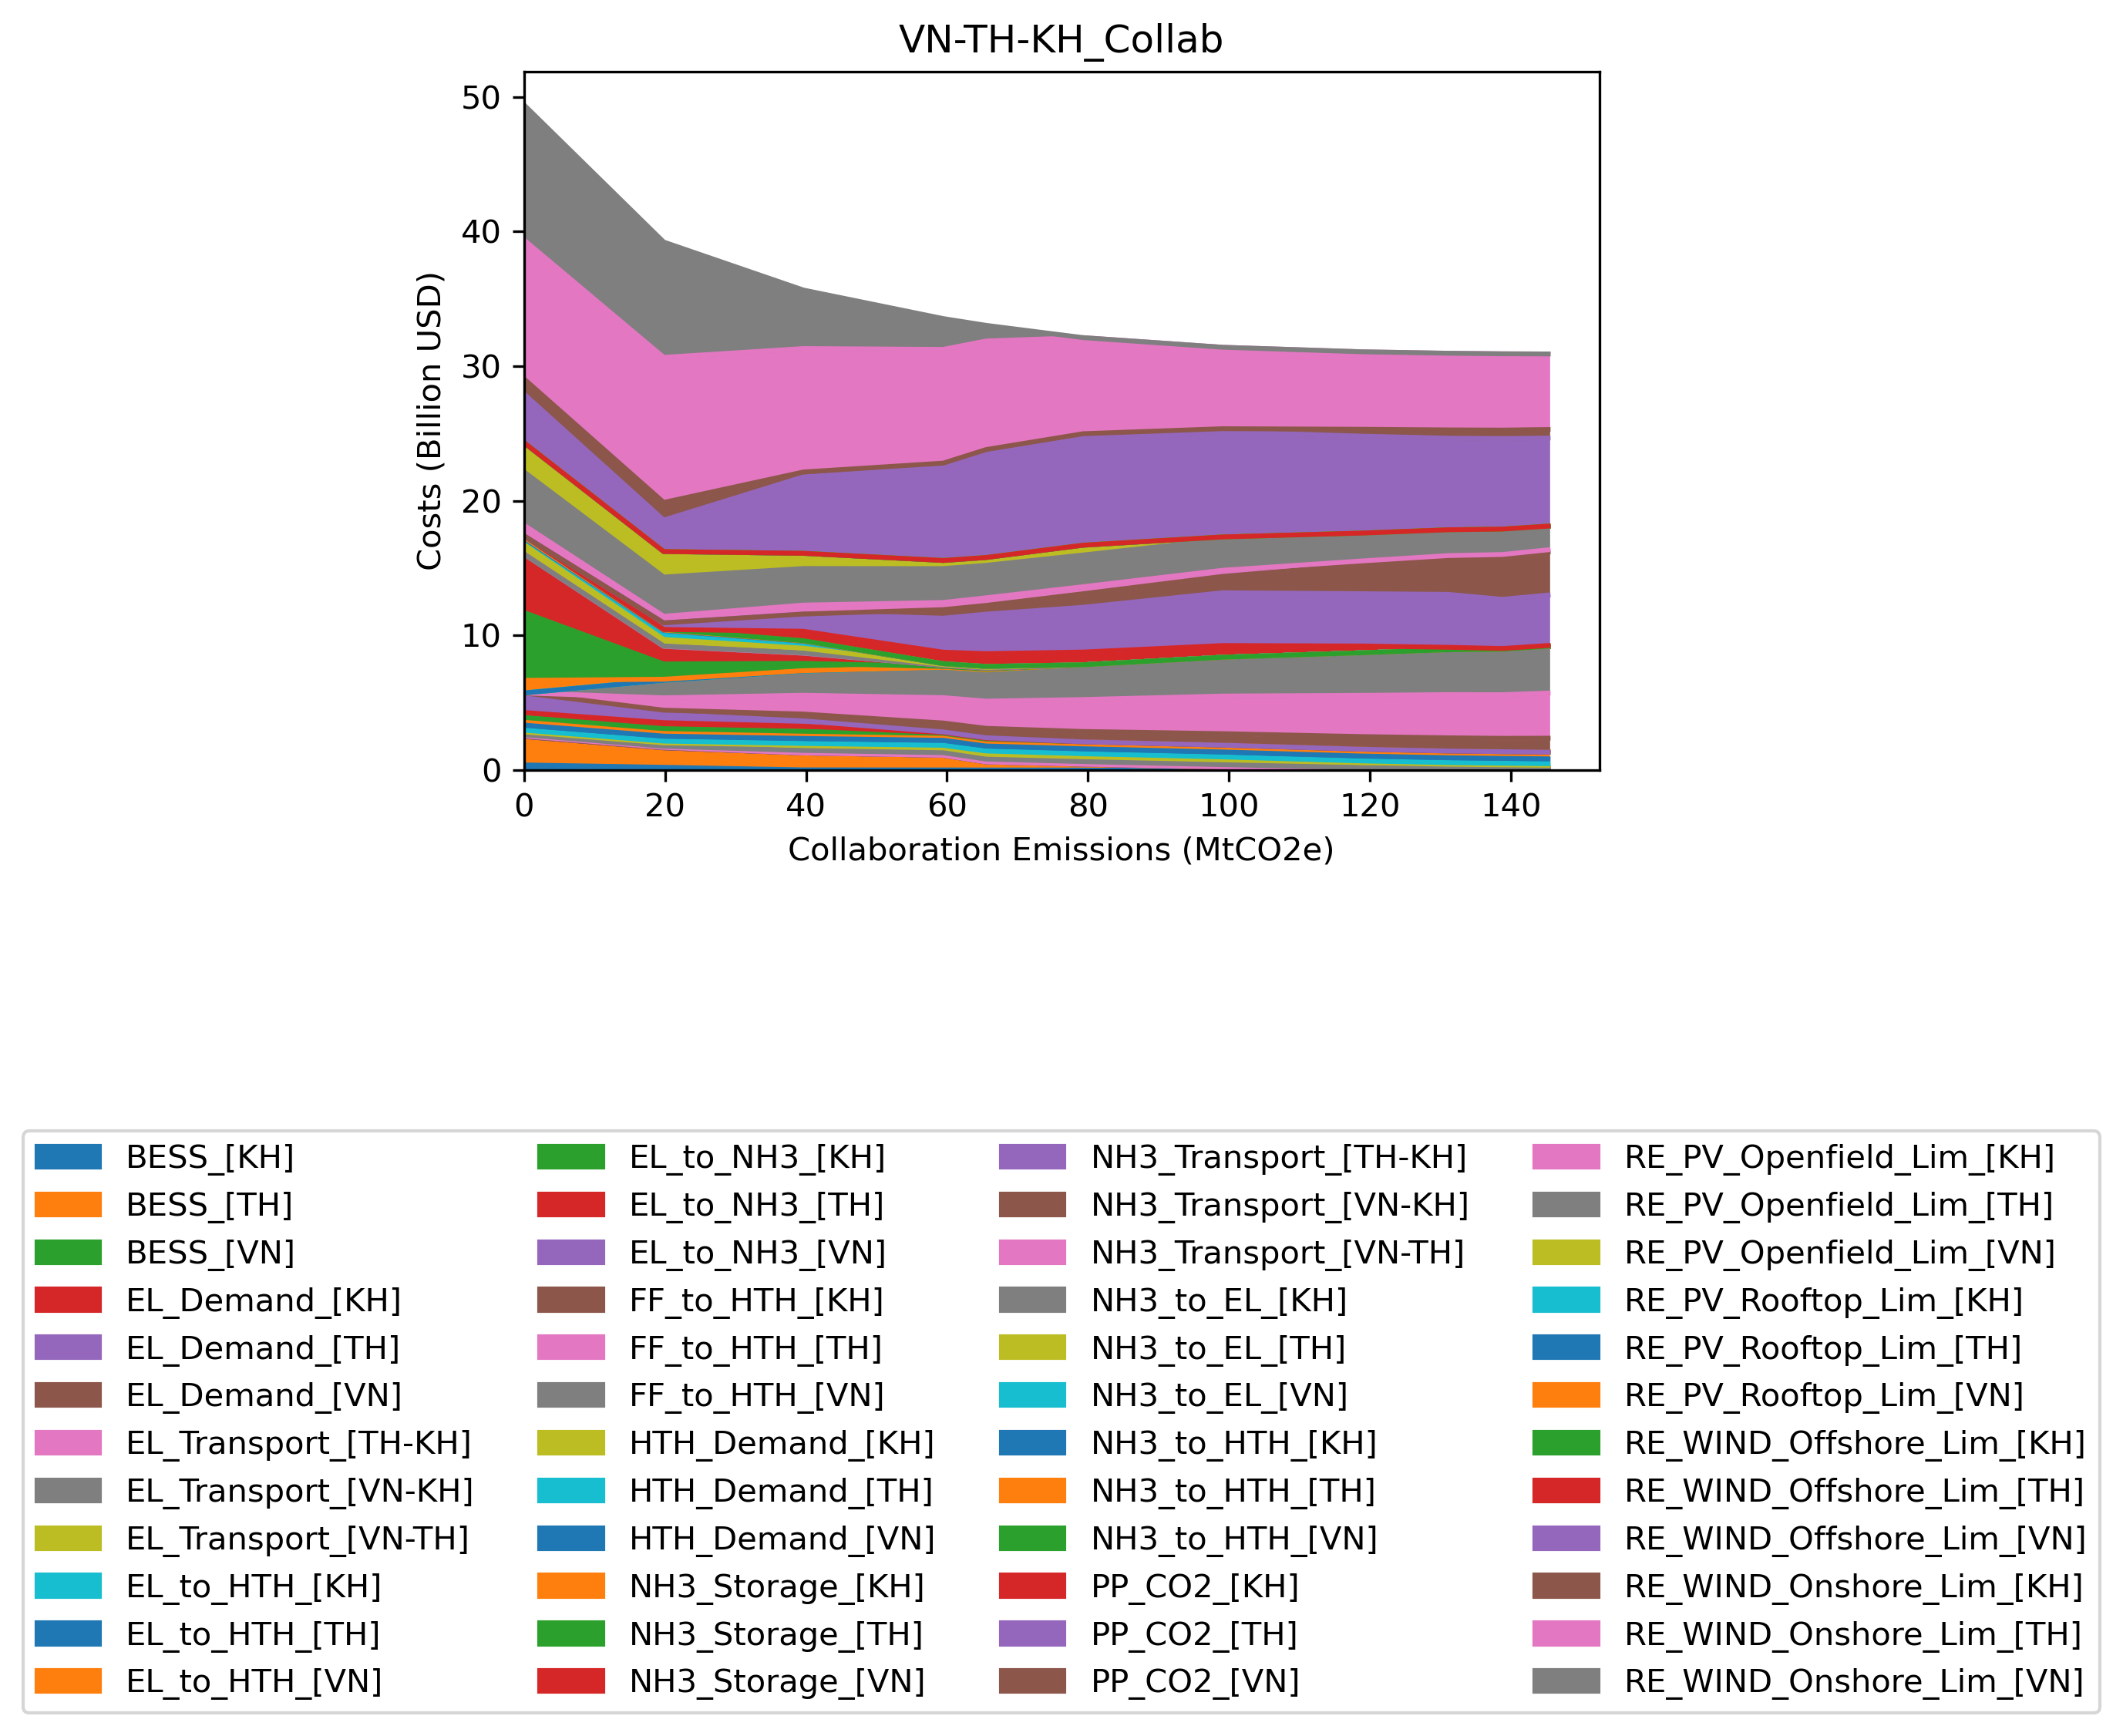 VN-TH-KH_Collab
50
40
30
20
10
0
Costs (Billion USD)
0 20 40 60 80 100 120 140
Collaboration Emissions (MtCO2e)
BESS_[KH]
BESS_[TH]
BESS_[VN]
EL_Demand_[KH]
EL_Demand_[TH]
EL_Demand_[VN]
EL_Transport_[TH-KH]
EL_Transport_[VN-KH]
EL_Transport_[VN-TH]
EL_to_HTH_[KH]
EL_to_HTH_[TH]
EL_to_HTH_[VN]
EL_to_NH3_[KH]
EL_to_NH3_[TH]
EL_to_NH3_[VN]
FF_to_HTH_[KH]
FF_to_HTH_[TH]
FF_to_HTH_[VN]
HTH_Demand_[KH]
HTH_Demand_[TH]
HTH_Demand_[VN]
NH3_Storage_[KH]
NH3_Storage_[TH]
NH3_Storage_[VN]
NH3_Transport_[TH-KH]
NH3_Transport_[VN-KH]
NH3_Transport_[VN-TH]
NH3_to_EL_[KH]
NH3_to_EL_[TH]
NH3_to_EL_[VN]
NH3_to_HTH_[KH]
NH3_to_HTH_[TH]
NH3_to_HTH_[VN]
PP_CO2_[KH]
PP_CO2_[TH]
PP_CO2_[VN]
RE_PV_Openfield_Lim_[KH]
RE_PV_Openfield_Lim_[TH]
RE_PV_Openfield_Lim_[VN]
RE_PV_Rooftop_Lim_[KH]
RE_PV_Rooftop_Lim_[TH]
RE_PV_Rooftop_Lim_[VN]
RE_WIND_Offshore_Lim_[KH]
RE_WIND_Offshore_Lim_[TH]
RE_WIND_Offshore_Lim_[VN]
RE_WIND_Onshore_Lim_[KH]
RE_WIND_Onshore_Lim_[TH]
RE_WIND_Onshore_Lim_[VN]